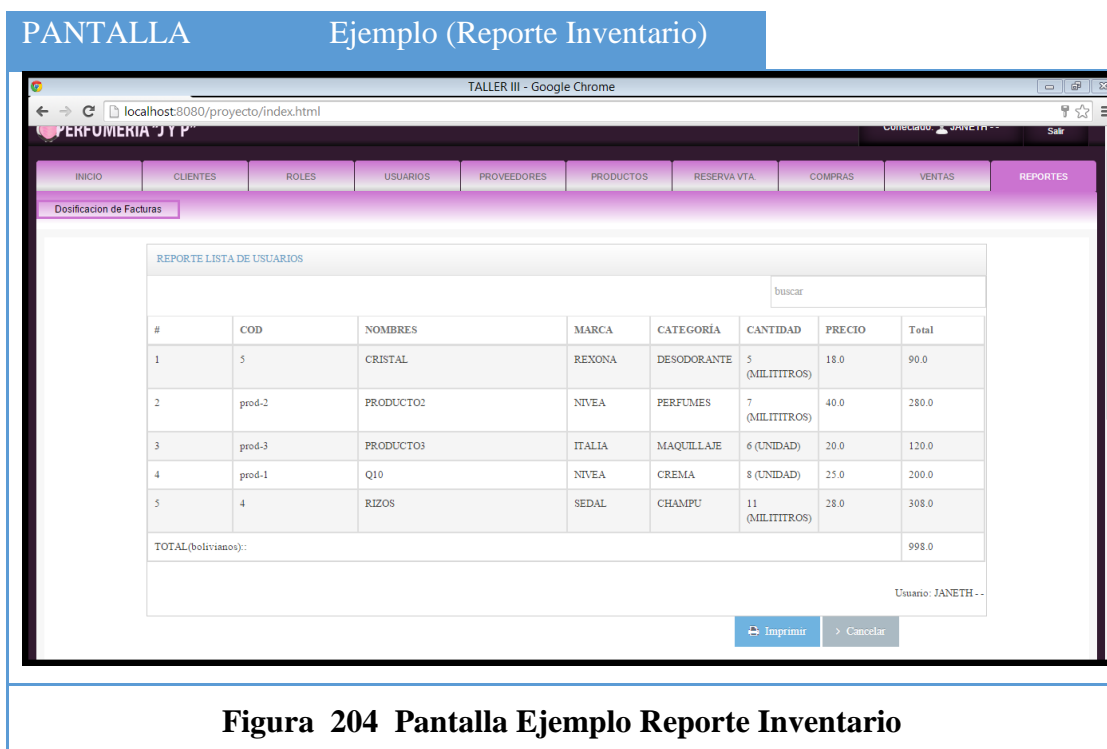 PANTALLA Ejemplo (Reporte Inventario)
TALLER III - Google Chrome
localhost:8080/proyecto/index.html
PERFUMERIA "J Y P"
Conectado: JANETH - -
Salir
INICIO CLIENTES ROLES USUARIOS PROVEEDORES PRODUCTOS RESERVA VTA. COMPRAS VENTAS REPORTES
Dosificacion de Facturas
REPORTE LISTA DE USUARIOS
buscar
# COD NOMBRES MARCA CATEGORÍA CANTIDAD PRECIO Total
1 5 CRISTAL REXONA DESODORANTE 5 (MILITITROS) 18.0 90.0
2 prod-2 PRODUCTO2 NIVEA PERFUMES 7 (MILITITROS) 40.0 280.0
3 prod-3 PRODUCTO3 ITALIA MAQUILLAJE 6 (UNIDAD) 20.0 120.0
4 prod-1 Q10 NIVEA CREMA 8 (UNIDAD) 25.0 200.0
5 4 RIZOS SEDAL CHAMPU 11 (MILITITROS) 28.0 308.0
TOTAL(bolivianos):: 998.0
Usuario: JANETH - -
Imprimir > Cancelar
Figura 204 Pantalla Ejemplo Reporte Inventario